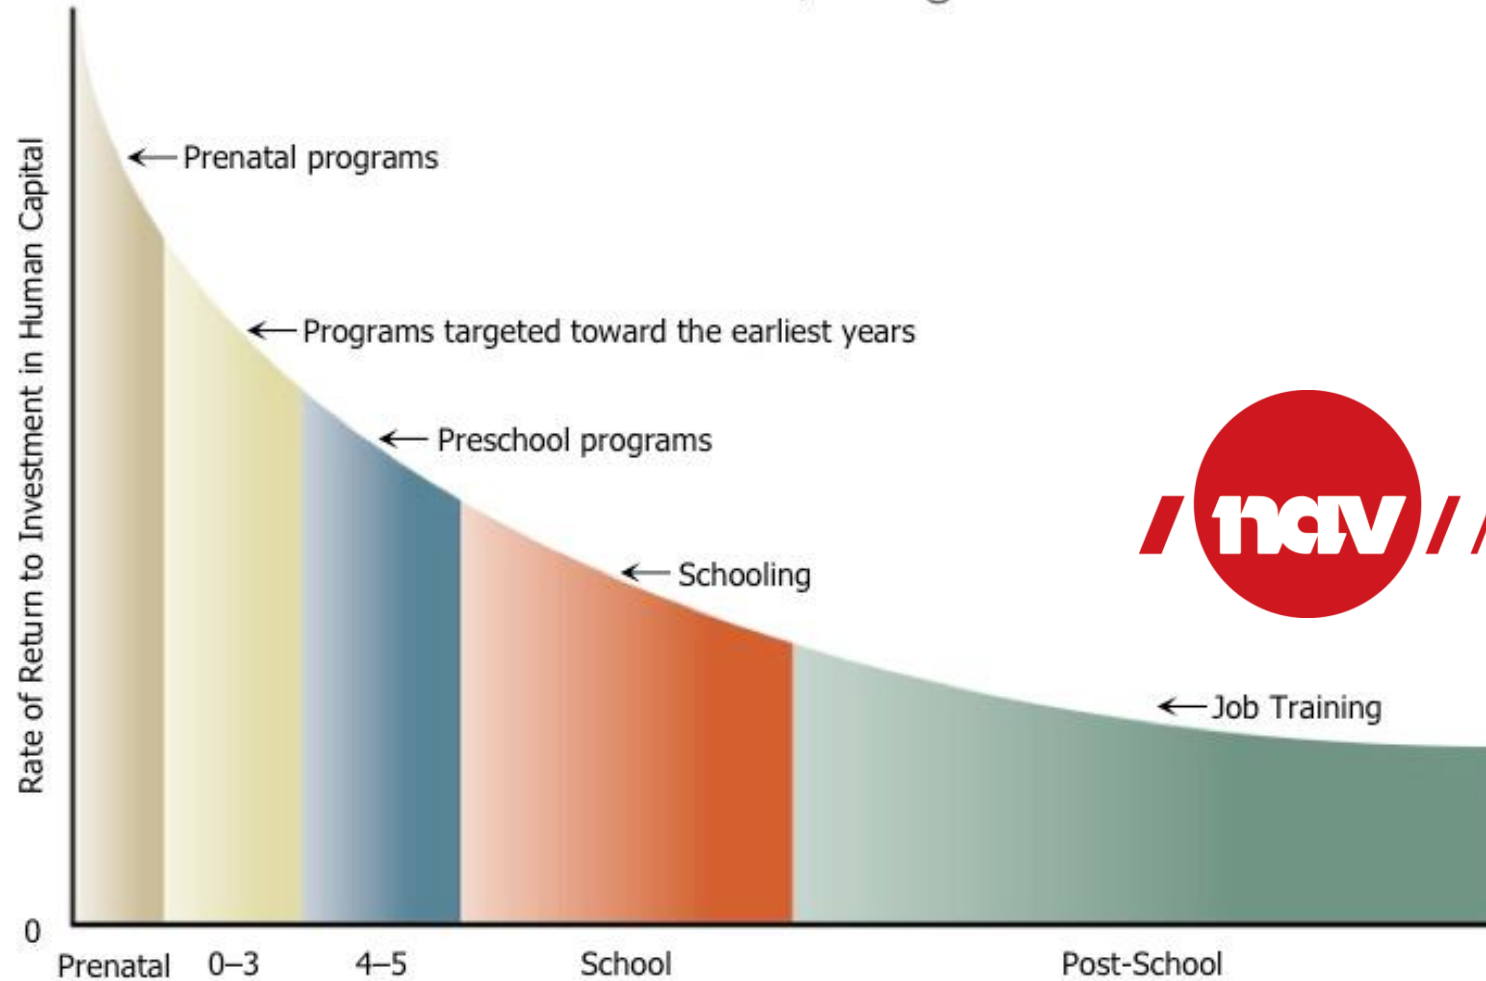 Rate of Return to Investment in Human Capital
Prenatal programs
Programs targeted toward the earliest years
Preschool programs
Schooling
Job Training
nav
0
Prenatal
0–3
4–5
School
Post-School